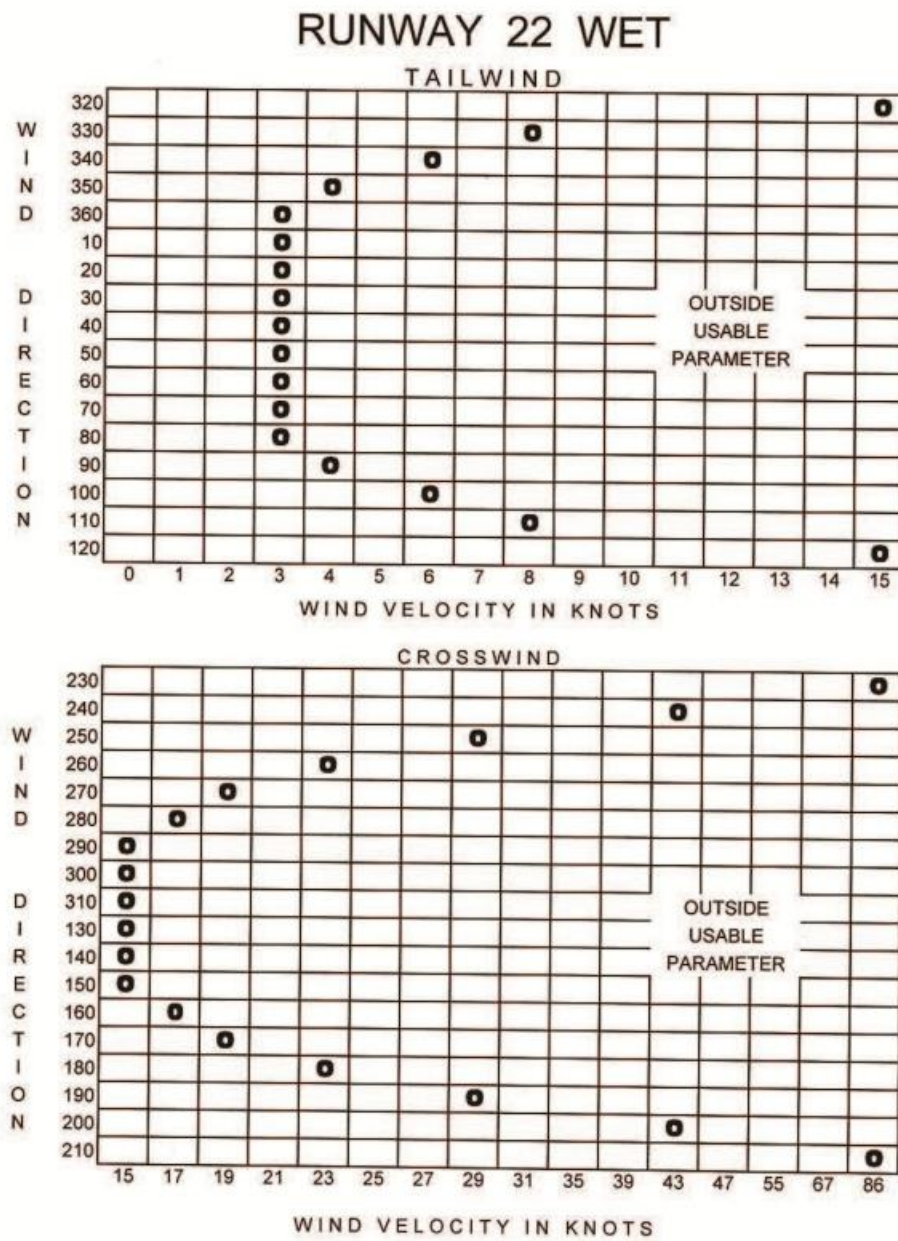 RUNWAY 22 WET
TAILWIND
WIND DIRECTION
320
330
340
350
360
10
20
30
40
50
60
70
80
90
100
110
120
OUTSIDE
USABLE
PARAMETER
0 1 2 3 4 5 6 7 8 9 10 11 12 13 14 15
WIND VELOCITY IN KNOTS
CROSSWIND
WIND DIRECTION
230
240
250
260
270
280
290
300
310
130
140
150
160
170
180
190
200
210
OUTSIDE
USABLE
PARAMETER
15 17 19 21 23 25 27 29 31 35 39 43 47 55 67 86
WIND VELOCITY IN KNOTS